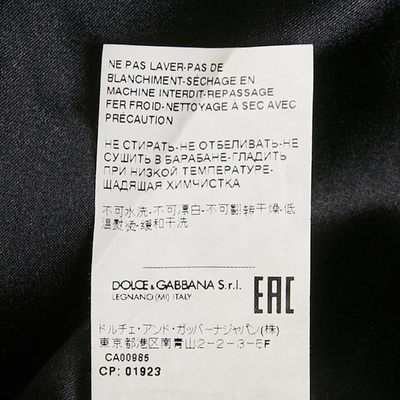 NE PAS LAVER-PAS DE
BLANCHIMENT-SÉCHAGE EN
MACHINE INTERDIT-REPASSAGE
FER FROID-NETTOYAGE A SEC AVEC
PRÉCAUTION
НЕ СТИРАТЬ-НЕ ОТБЕЛИВАТЬ-НЕ
СУШИТЬ В БАРАБАНЕ-ГЛАДИТЬ
ПРИ НИЗКОЙ ТЕМПЕРАТУРЕ-
ЩАДЯЩАЯ ХИМЧИСТКА
不可水洗-不可漂白-不可翻转干燥-低
温熨烫-缓和干洗
DOLCE & GABBANA S.r.l.
LEGNANO (MI) ITALY
EAC
ドルチェ・アンド・ガッバーナジャパン(株)
東京都港区南青山2-2-3-5F
CA00985
CP: 01923